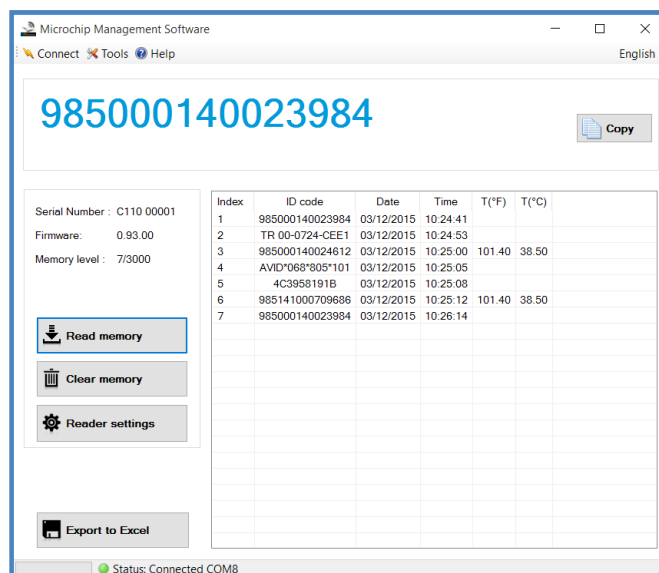 Microchip Management Software
Connect Tools Help English
985000140023984
Copy
Serial Number : C110 00001
Firmware: 0.93.00
Memory level : 7/3000
Read memory
Clear memory
Reader settings
Export to Excel
Index ID code Date Time T(°F) T(°C)
1 985000140023984 03/12/2015 10:24:41
2 TR 00-0724-CEE1 03/12/2015 10:24:53
3 985000140024612 03/12/2015 10:25:00 101.40 38.50
4 AVID*068*805*101 03/12/2015 10:25:05
5 4C3958191B 03/12/2015 10:25:08
6 985141000709686 03/12/2015 10:25:12 101.40 38.50
7 985000140023984 03/12/2015 10:26:14
Status: Connected COM8